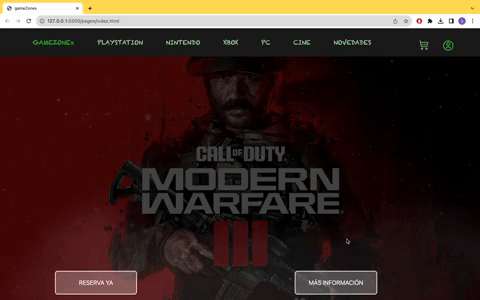 gameZonex
127.0.0.1:5500/pages/index.html
GAMEZONEx PLAYSTATION NINTENDO XBOX PC CINE NOVEDADES
CALL OF DUTY
MODERN
WARFARE
III
RESERVA YA MÁS INFORMACIÓN